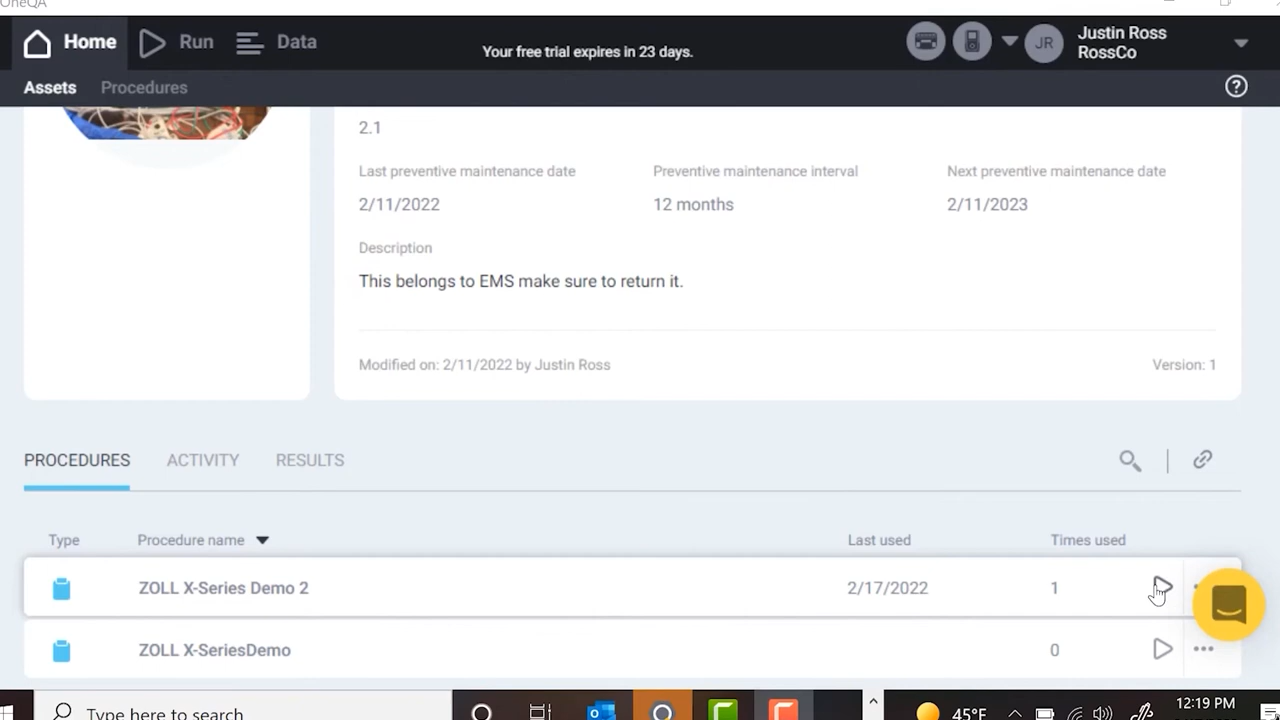 OneQA
Home Run Data
Your free trial expires in 23 days.
JR
Justin Ross
RossCo
Assets Procedures
?
2.1
Last preventive maintenance date Preventive maintenance interval Next preventive maintenance date
2/11/2022 12 months 2/11/2023
Description
This belongs to EMS make sure to return it.
Modified on: 2/11/2022 by Justin Ross Version: 1
PROCEDURES ACTIVITY RESULTS
Type Procedure name Last used Times used
ZOLL X-Series Demo 2 2/17/2022 1
ZOLL X-SeriesDemo 0
Type here to search
45°F
12:19 PM